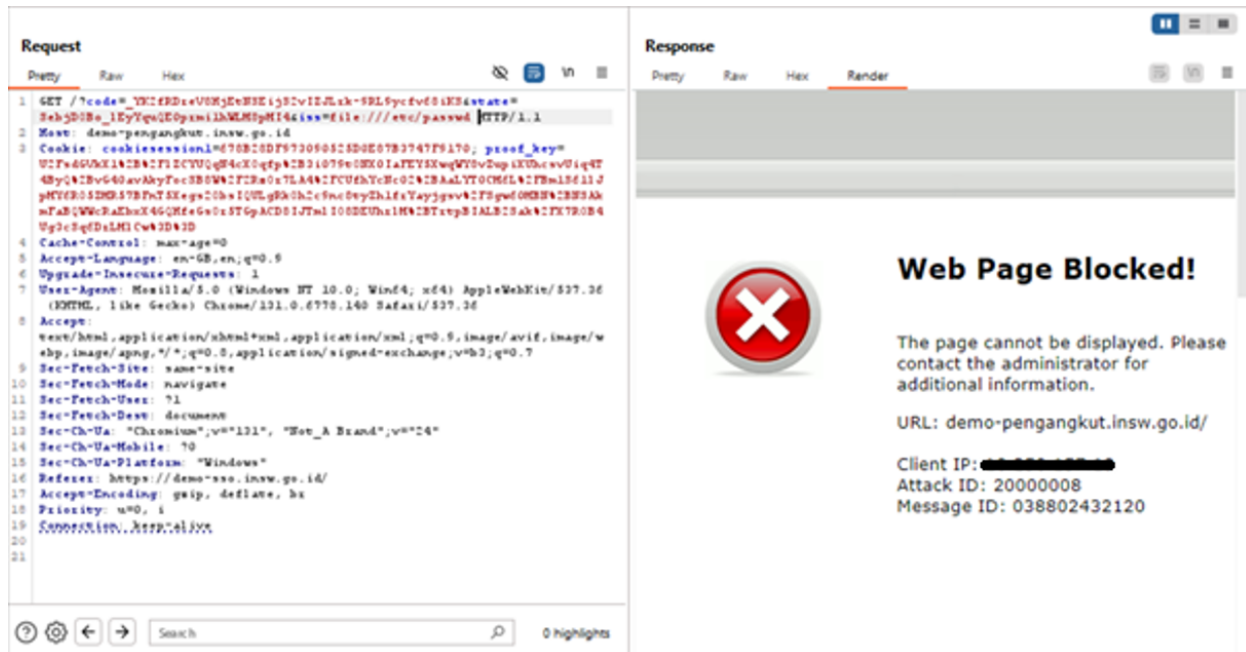 Request
Response
Pretty Raw Hex
\n
Pretty Raw Hex Render
\n
1 GET
HTTP/1.1
2 Host: demo-pengangkut.insw.go.id
3 Cookie: cookiesession1=
proof_key=
4 Cache-Control: max-age=0
5 Accept-Language: en-GB,en;q=0.9
6 Upgrade-Insecure-Requests: 1
7 User-Agent: Mozilla/5.0 (Windows NT 10.0; Win64; x64) AppleWebKit/537.36
(KHTML, like Gecko) Chrome/131.0.6778.140 Safari/537.36
8 Accept:
text/html,application/xhtml+xml,application/xml;q=0.9,image/avif,image/w
ebp,image/apng,*/*;q=0.8,application/signed-exchange;v=b3;q=0.7
9 Sec-Fetch-Site: same-site
10 Sec-Fetch-Mode: navigate
11 Sec-Fetch-User: ?1
12 Sec-Fetch-Dest: document
13 Sec-Ch-Ua: "Chromium";v="131", "Not_A Brand";v="24"
14 Sec-Ch-Ua-Mobile: ?0
15 Sec-Ch-Ua-Platform: "Windows"
16 Referer: https://demo-sso.insw.go.id/
17 Accept-Encoding: gzip, deflate, br
18 Priority: u=0, i
19 Connection: keep-alive
20
21
Search
0 highlights
Web Page Blocked!
The page cannot be displayed. Please
contact the administrator for
additional information.
URL: demo-pengangkut.insw.go.id/
Client IP:
Attack ID: 20000008
Message ID: 038802432120